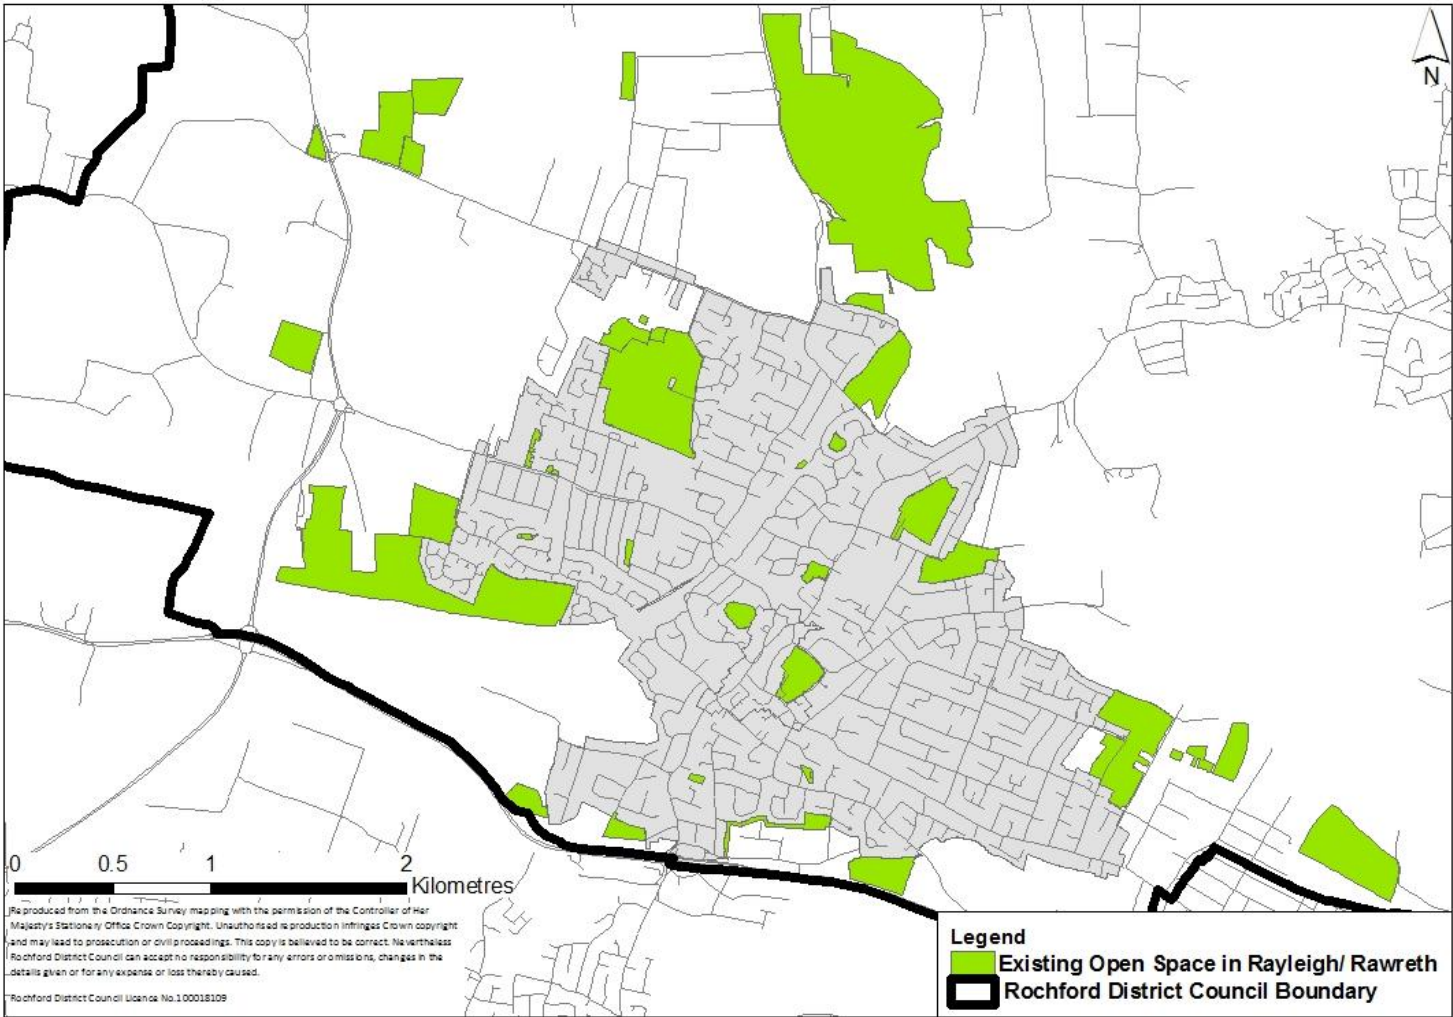 N
0 0.5 1 2
Kilometres
Reproduced from the Ordnance Survey mapping with the permission of the Controller of Her
Majesty's Stationery Office Crown Copyright. Unauthorised reproduction infringes Crown copyright
and may lead to prosecution or civil proceedings. This copy is believed to be correct. Nevertheless
Rochford District Council can accept no responsibility for any errors or omissions, changes in the
details given or for any expense or loss thereby caused.
Rochford District Council Licence No.100018109
Legend
Existing Open Space in Rayleigh/ Rawreth
Rochford District Council Boundary